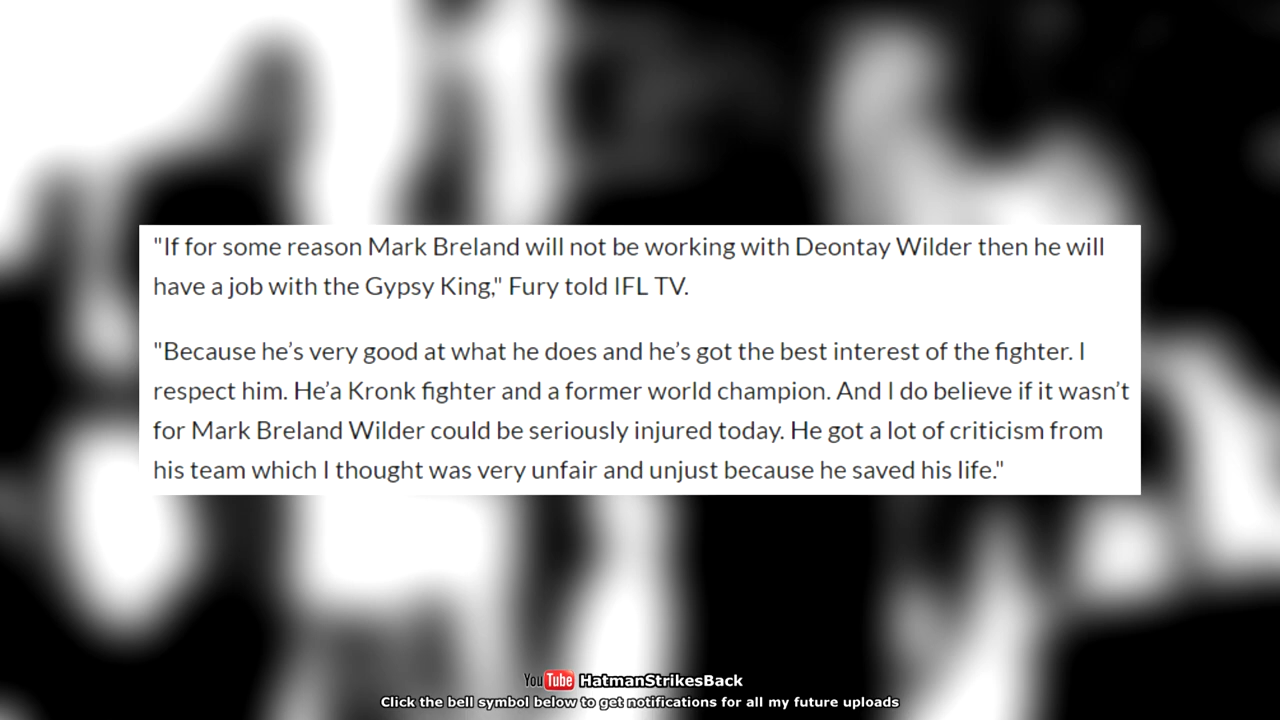 "If for some reason Mark Breland will not be working with Deontay Wilder then he will
have a job with the Gypsy King," Fury told IFL TV.
"Because he's very good at what he does and he's got the best interest of the fighter. I
respect him. He'a Kronk fighter and a former world champion. And I do believe if it wasn't
for Mark Breland Wilder could be seriously injured today. He got a lot of criticism from
his team which I thought was very unfair and unjust because he saved his life."
YouTube HatmanStrikesBack
Click the bell symbol below to get notifications for all my future uploads